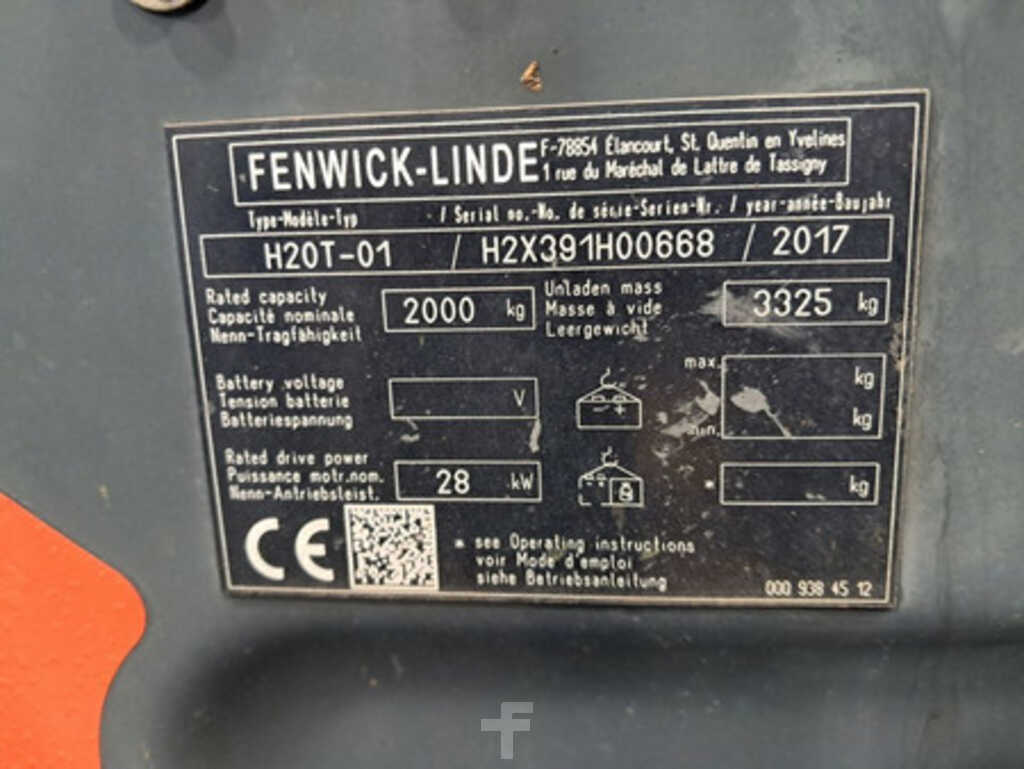 FENWICK-LINDE
F-78854 Élancourt, St. Quentin en Yvelines
1 rue du Maréchal de Lattre de Tassigny
Type-Modèle-Typ / Serial no.-No. de série-Serien-Nr. / year-année-Baujahr
H20T-01 / H2X391H00668 / 2017
Rated capacity
Capacité nominale
Nenn-Tragfähigkeit
2000 kg
Unladen mass
Masse à vide
Leergewicht
3325 kg
Battery voltage
Tension batterie
Batteriespannung
V
max. kg
min. kg
Rated drive power
Puissance motr.nom.
Nenn-Antriebsleist.
28 kW
* kg
CE
* see Operating instructions
voir Mode d'emploi
siehe Betriebsanleitung
000 938 45 12